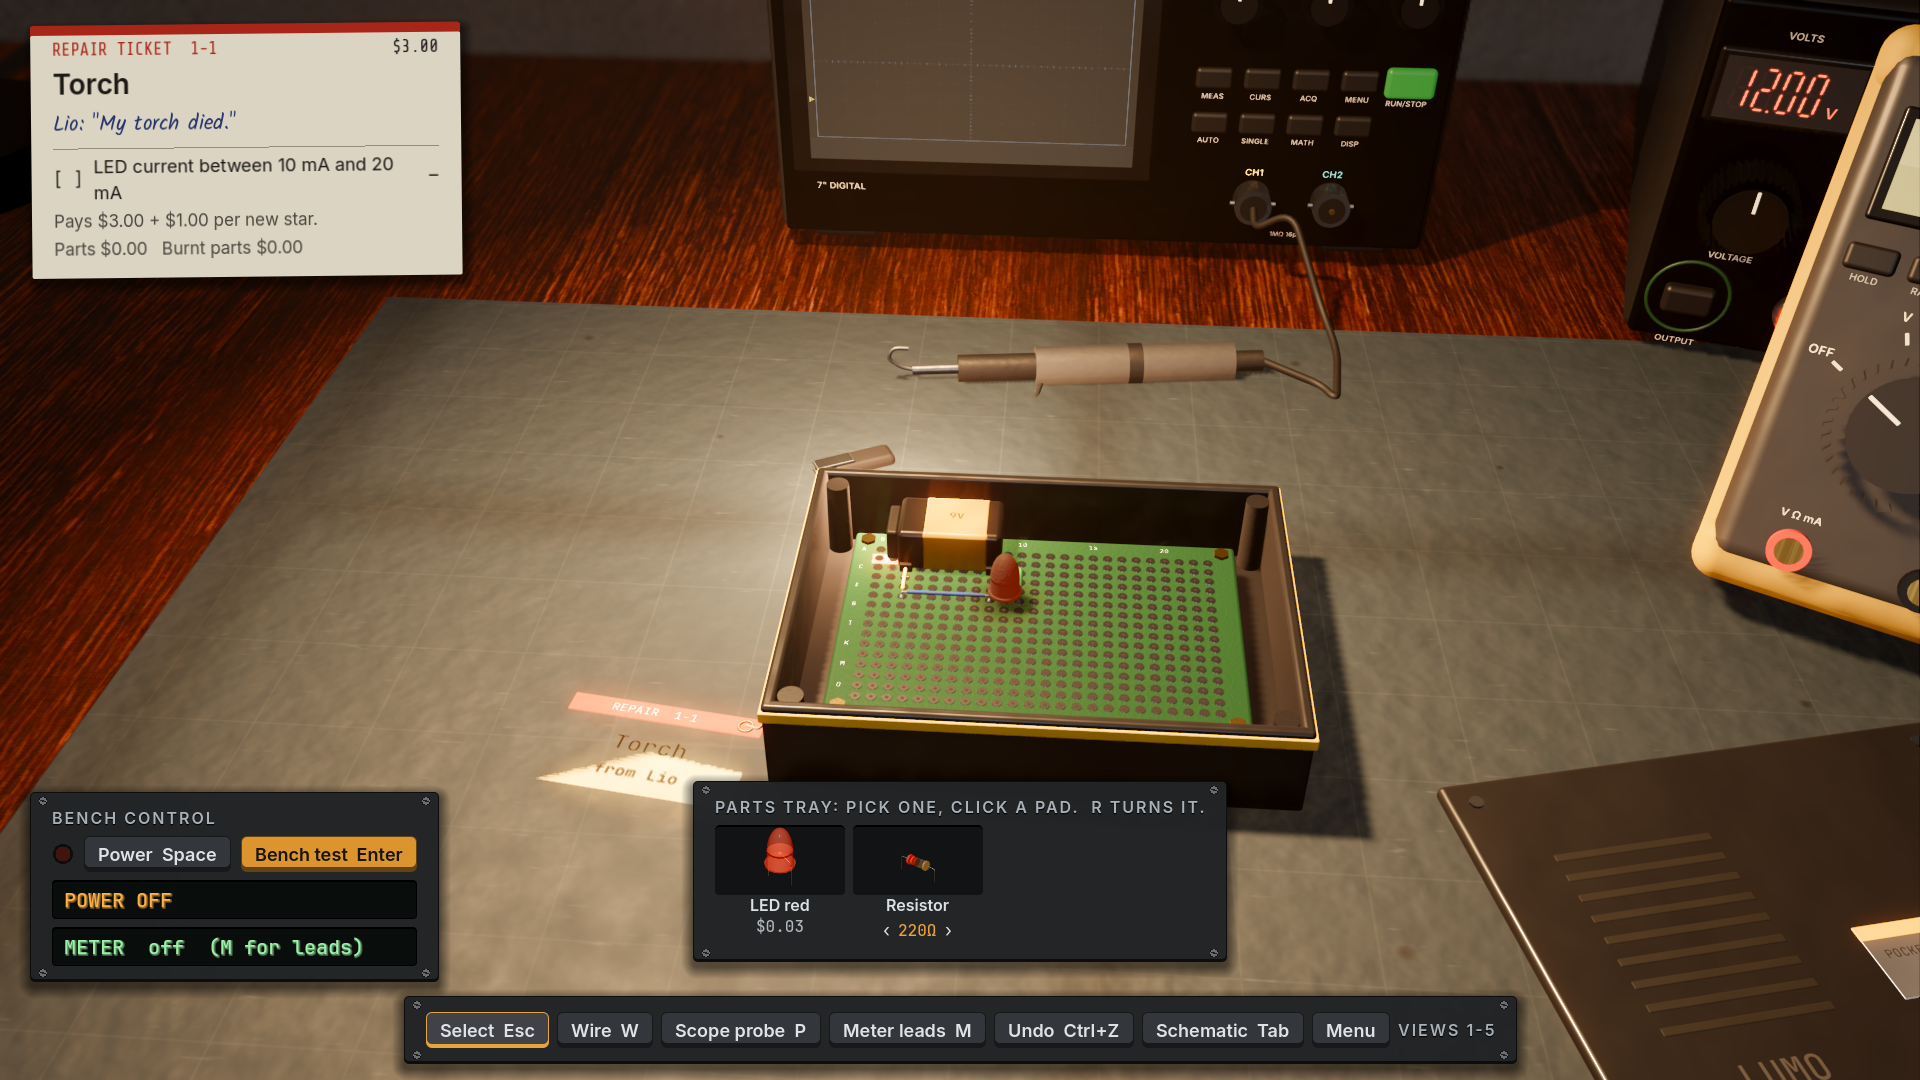 REPAIR TICKET 1-1 $3.00
Torch
Lio: "My torch died."
[ ] LED current between 10 mA and 20 mA –
Pays $3.00 + $1.00 per new star.
Parts $0.00 Burnt parts $0.00
7" DIGITAL
MEAS CURS ACQ MENU RUN/STOP
AUTO SINGLE MATH DISP
CH1 CH2
VOLTS
12.00 V
VOLTAGE
OUTPUT
HOLD
OFF
V
V Ω mA
9V
10 15 20
REPAIR 1-1
Torch
from Lio
BENCH CONTROL
Power Space
Bench test Enter
POWER OFF
METER off (M for leads)
PARTS TRAY: PICK ONE, CLICK A PAD. R TURNS IT.
LED red
$0.03
Resistor
‹ 220Ω ›
LUMO
Select Esc
Wire W
Scope probe P
Meter leads M
Undo Ctrl+Z
Schematic Tab
Menu
VIEWS 1-5